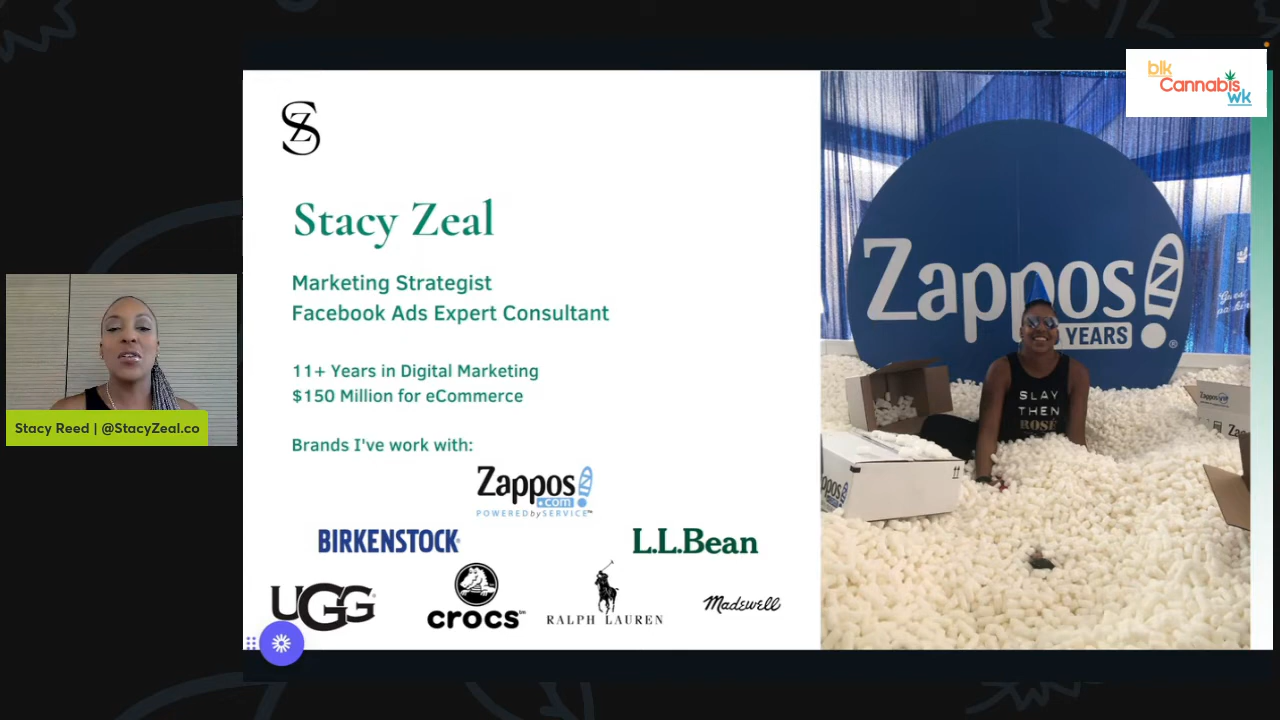 blk
Cannabis
wk
SZ
Stacy Zeal
Marketing Strategist
Facebook Ads Expert Consultant
11+ Years in Digital Marketing
$150 Million for eCommerce
Brands I've work with:
Zappos
.com
POWERED by SERVICE™
BIRKENSTOCK
L.L.Bean
UGG
crocs™
RALPH LAUREN
Madewell
Zappos!
YEARS
SLAY
THEN
ROSÉ
Stacy Reed | @StacyZeal.co